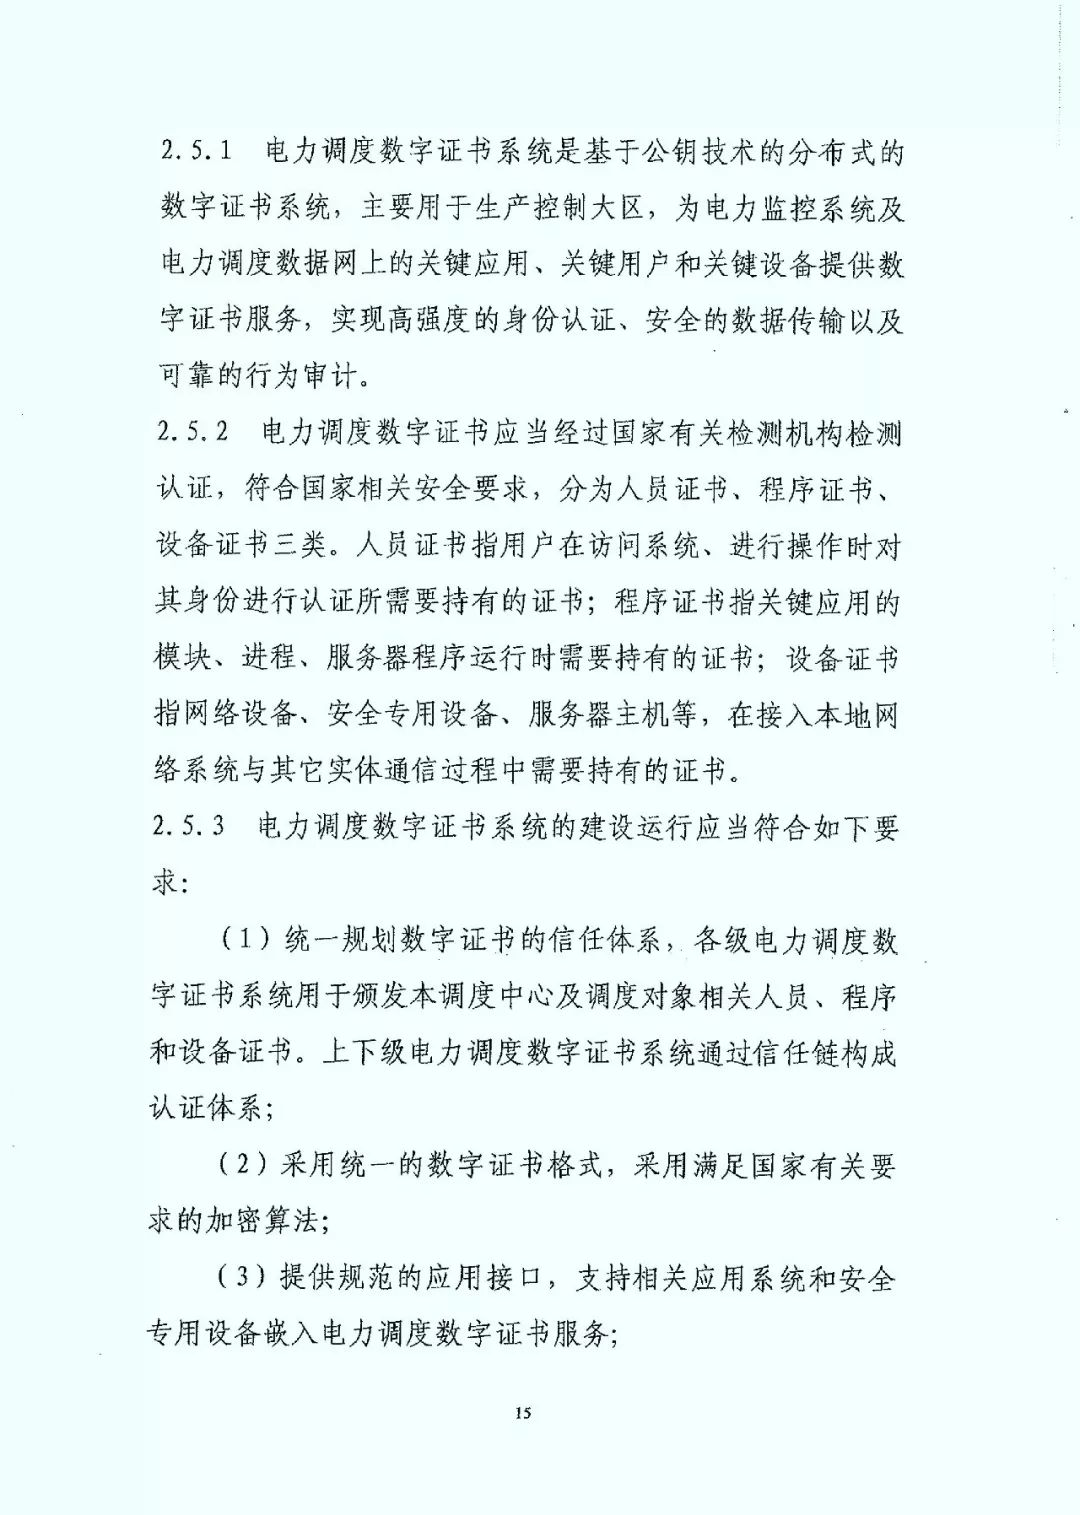 2.5.1 电力调度数字证书系统是基于公钥技术的分布式的
数字证书系统，主要用于生产控制大区，为电力监控系统及
电力调度数据网上的关键应用、关键用户和关键设备提供数
字证书服务，实现高强度的身份认证、安全的数据传输以及
可靠的行为审计。
2.5.2 电力调度数字证书应当经过国家有关检测机构检测
认证，符合国家相关安全要求，分为人员证书、程序证书、
设备证书三类。人员证书指用户在访问系统、进行操作时对
其身份进行认证所需要持有的证书；程序证书指关键应用的
模块、进程、服务器程序运行时需要持有的证书；设备证书
指网络设备、安全专用设备、服务器主机等，在接入本地网
络系统与其它实体通信过程中需要持有的证书。
2.5.3 电力调度数字证书系统的建设运行应当符合如下要
求：
（1）统一规划数字证书的信任体系，各级电力调度数
字证书系统用于颁发本调度中心及调度对象相关人员、程序
和设备证书。上下级电力调度数字证书系统通过信任链构成
认证体系；
（2）采用统一的数字证书格式，采用满足国家有关要
求的加密算法；
（3）提供规范的应用接口，支持相关应用系统和安全
专用设备嵌入电力调度数字证书服务；
15